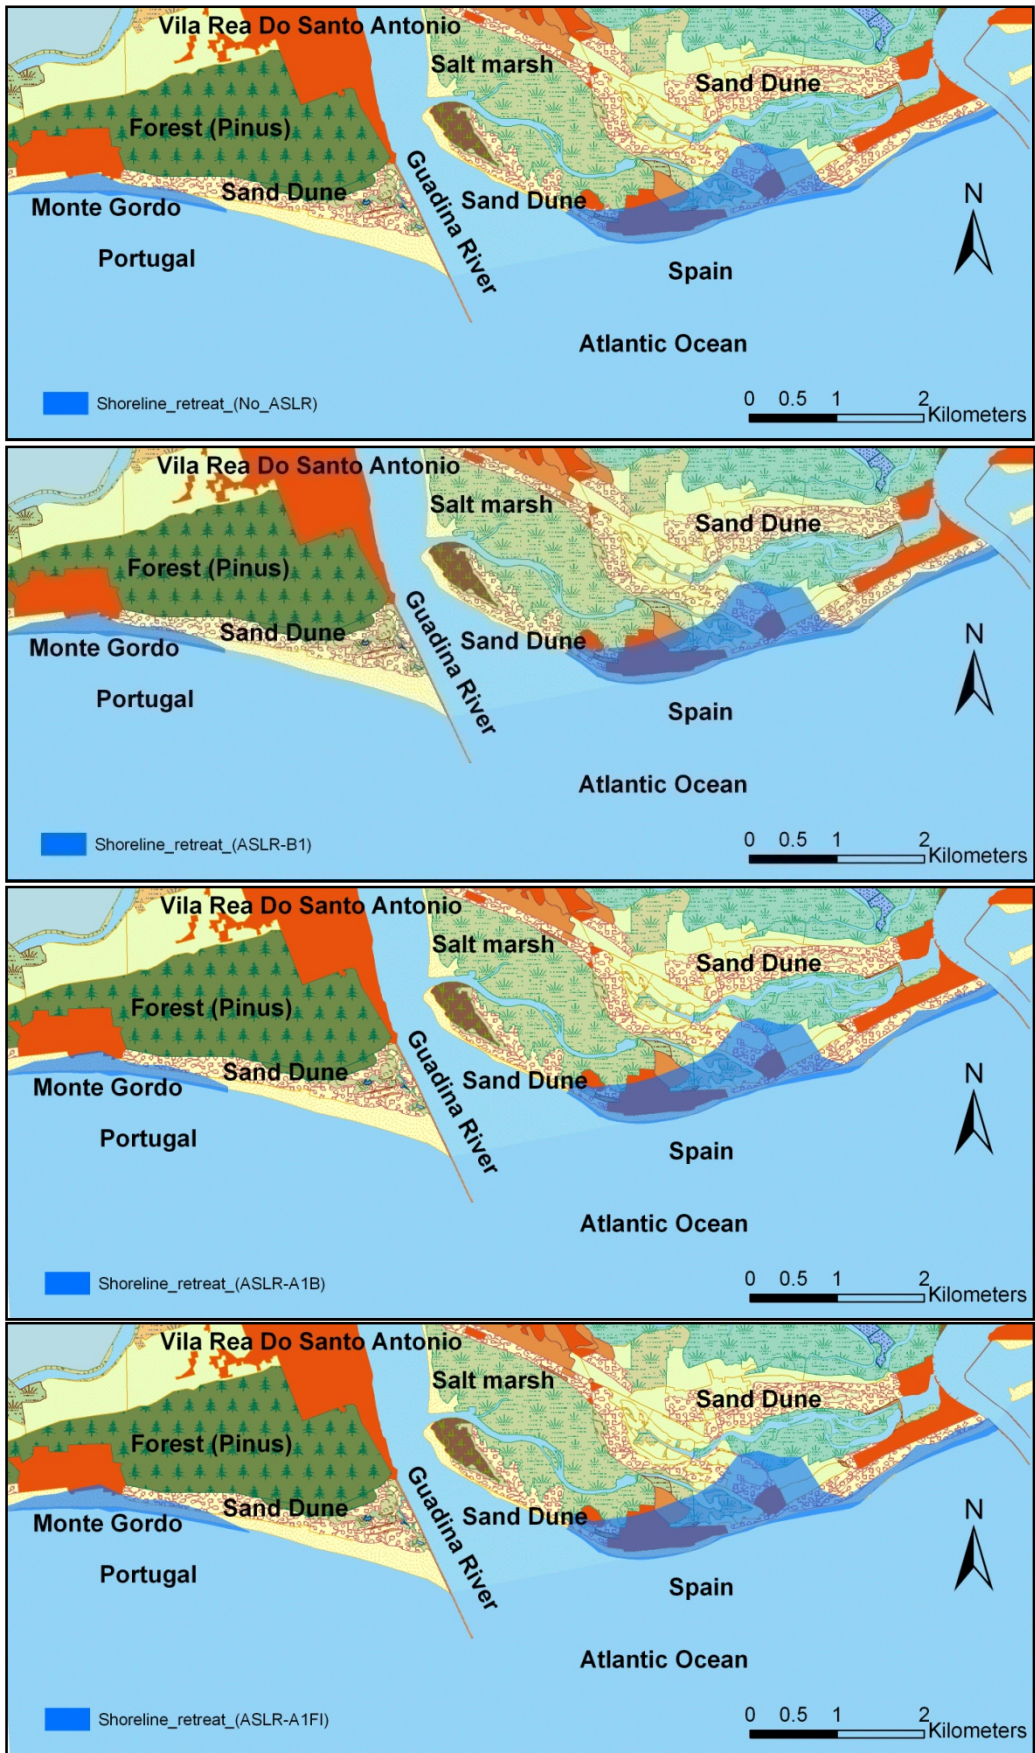 Vila Rea Do Santo Antonio
Salt marsh
Sand Dune
Forest (Pinus)
Sand Dune
Sand Dune
Guadina River
Monte Gordo
Portugal
Spain
N
Atlantic Ocean
Shoreline_retreat_(No_ASLR)
0 0.5 1 2
Kilometers
Vila Rea Do Santo Antonio
Salt marsh
Sand Dune
Forest (Pinus)
Sand Dune
Sand Dune
Guadina River
Monte Gordo
Portugal
Spain
N
Atlantic Ocean
Shoreline_retreat_(ASLR-B1)
0 0.5 1 2
Kilometers
Vila Rea Do Santo Antonio
Salt marsh
Sand Dune
Forest (Pinus)
Sand Dune
Sand Dune
Guadina River
Monte Gordo
Portugal
Spain
N
Atlantic Ocean
Shoreline_retreat_(ASLR-A1B)
0 0.5 1 2
Kilometers
Vila Rea Do Santo Antonio
Salt marsh
Sand Dune
Forest (Pinus)
Sand Dune
Sand Dune
Guadina River
Monte Gordo
Portugal
Spain
N
Atlantic Ocean
Shoreline_retreat_(ASLR-A1FI)
0 0.5 1 2
Kilometers